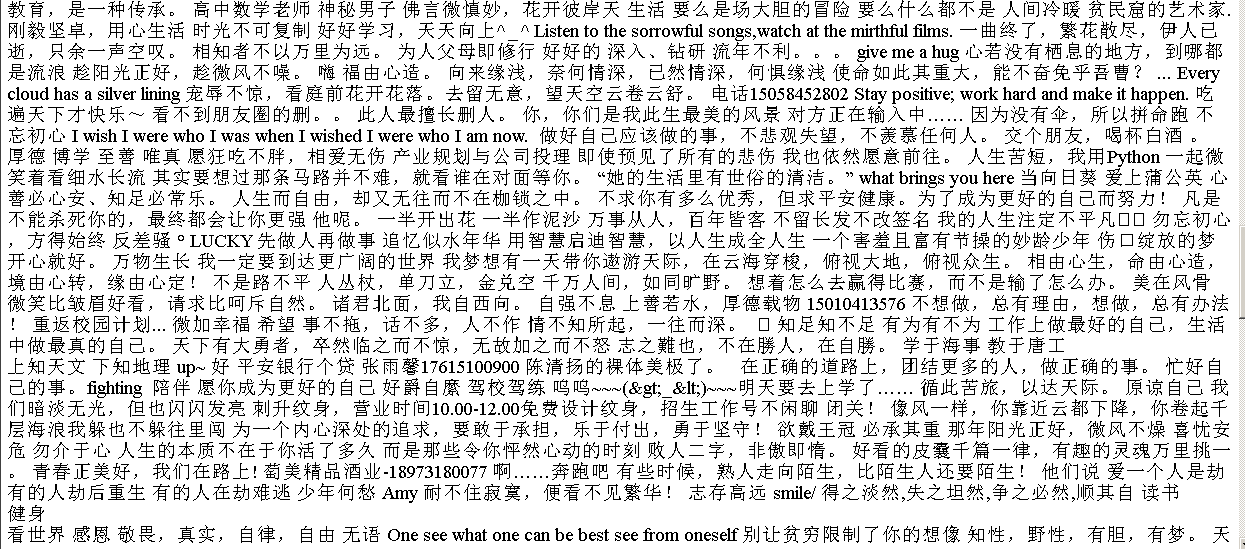 教育，是一种传承。 高中数学老师 神秘男子 佛言微慎妙，花开彼岸天 生活 要么是场大胆的冒险 要么什么都不是 人间冷暖 贫民窟的艺术家.
刚毅坚卓，用心生活 时光不可复制 好好学习，天天向上^_^ Listen to the sorrowful songs,watch at the mirthful films. 一曲终了，繁花散尽，伊人已
逝，只余一声空叹。 相知者不以万里为远。 为人父母即修行 好好的 深入、钻研 流年不利。。。 give me a hug 心若没有栖息的地方，到哪都
是流浪 趁阳光正好，趁微风不噪。 嗨 福由心造。 向来缘浅，奈何情深，已然情深，何惧缘浅 使命如此其重大，能不奋免乎吾曹？ ... Every
cloud has a silver lining 宠辱不惊，看庭前花开花落。去留无意，望天空云卷云舒。 电话15058452802 Stay positive; work hard and make it happen. 吃
遍天下才快乐～ 看不到朋友圈的删。。 此人最擅长删人。 你，你们是我此生最美的风景 对方正在输入中…… 因为没有伞，所以拼命跑 不
忘初心 I wish I were who I was when I wished I were who I am now. 做好自己应该做的事，不悲观失望，不羡慕任何人。 交个朋友，喝杯白酒 。
厚德 博学 至善 唯真 愿狂吃不胖，相爱无伤 产业规划与公司投理 即使预见了所有的悲伤 我也依然愿意前往。 人生苦短，我用Python 一起微
笑着看细水长流 其实要想过那条马路并不难，就看谁在对面等你。 “她的生活里有世俗的清洁。” what brings you here 当向日葵 爱上蒲公英 心
善必心安、知足必常乐。 人生而自由，却又无往而不在枷锁之中。 不求你有多么优秀，但求平安健康。为了成为更好的自己而努力！ 凡是
不能杀死你的，最终都会让你更强 他呢。 一半开出花 一半作泥沙 万事从人，百年皆客 不留长发不改签名 我的人生注定不平凡□□ 勿忘初心
，方得始终 反差骚 ° LUCKY 先做人再做事 追忆似水年华 用智慧启迪智慧，以人生成全人生 一个害羞且富有节操的妙龄少年 伤口绽放的梦
开心就好。 万物生长 我一定要到达更广阔的世界 我梦想有一天带你遨游天际，在云海穿梭，俯视大地，俯视众生。 相由心生，命由心造，
境由心转，缘由心定！ 不是路不平 人丛杖，单刀立，金兑空 千万人间，如同旷野。 想着怎么去赢得比赛，而不是输了怎么办。 美在风骨
微笑比皱眉好看，请求比呵斥自然。 诸君北面，我自西向。 自强不息 上善若水，厚德载物 15010413576 不想做，总有理由，想做，总有办法
！ 重返校园计划... 微加幸福 希望 事不拖，话不多，人不作 情不知所起，一往而深。 □ 知足知不足 有为有不为 工作上做最好的自己，生活
中做最真的自己。 天下有大勇者，卒然临之而不惊，无故加之而不怒 志之難也，不在勝人，在自勝。 学于海事 教于唐工
上知天文 下知地理 up~ 好 平安银行个贷 张雨馨17615100900 陈清扬的裸体美极了。 在正确的道路上，团结更多的人，做正确的事。 忙好自
己的事。fighting 陪伴 愿你成为更好的自己 好爵自縻 驾校驾练 呜呜~~~(&gt;_&lt;)~~~明天要去上学了…… 循此苦旅，以达天际。 原谅自己 我
们暗淡无光，但也闪闪发亮 刺升纹身，营业时间10.00-12.00免费设计纹身，招生工作号不闲聊 闭关！ 像风一样，你靠近云都下降，你卷起千
层海浪我躲也不躲往里闯 为一个内心深处的追求，要敢于承担，乐于付出，勇于坚守！ 欲戴王冠 必承其重 那年阳光正好，微风不燥 喜忧安
危 勿介于心 人生的本质不在于你活了多久 而是那些令你怦然心动的时刻 败人二字，非傲即惰。 好看的皮囊千篇一律，有趣的灵魂万里挑一
。 青春正美好，我们在路上! 萄美精品酒业-18973180077 啊……奔跑吧 有些时候，熟人走向陌生，比陌生人还要陌生！ 他们说 爱一个人是劫
有的人劫后重生 有的人在劫难逃 少年何愁 Amy 耐不住寂寞，便看不见繁华！ 志存高远 smile/ 得之淡然,失之坦然,争之必然,顺其自 读书
健身
看世界 感恩 敬畏，真实，自律，自由 无语 One see what one can be best see from oneself 别让贫穷限制了你的想像 知性，野性，有胆，有梦。 天